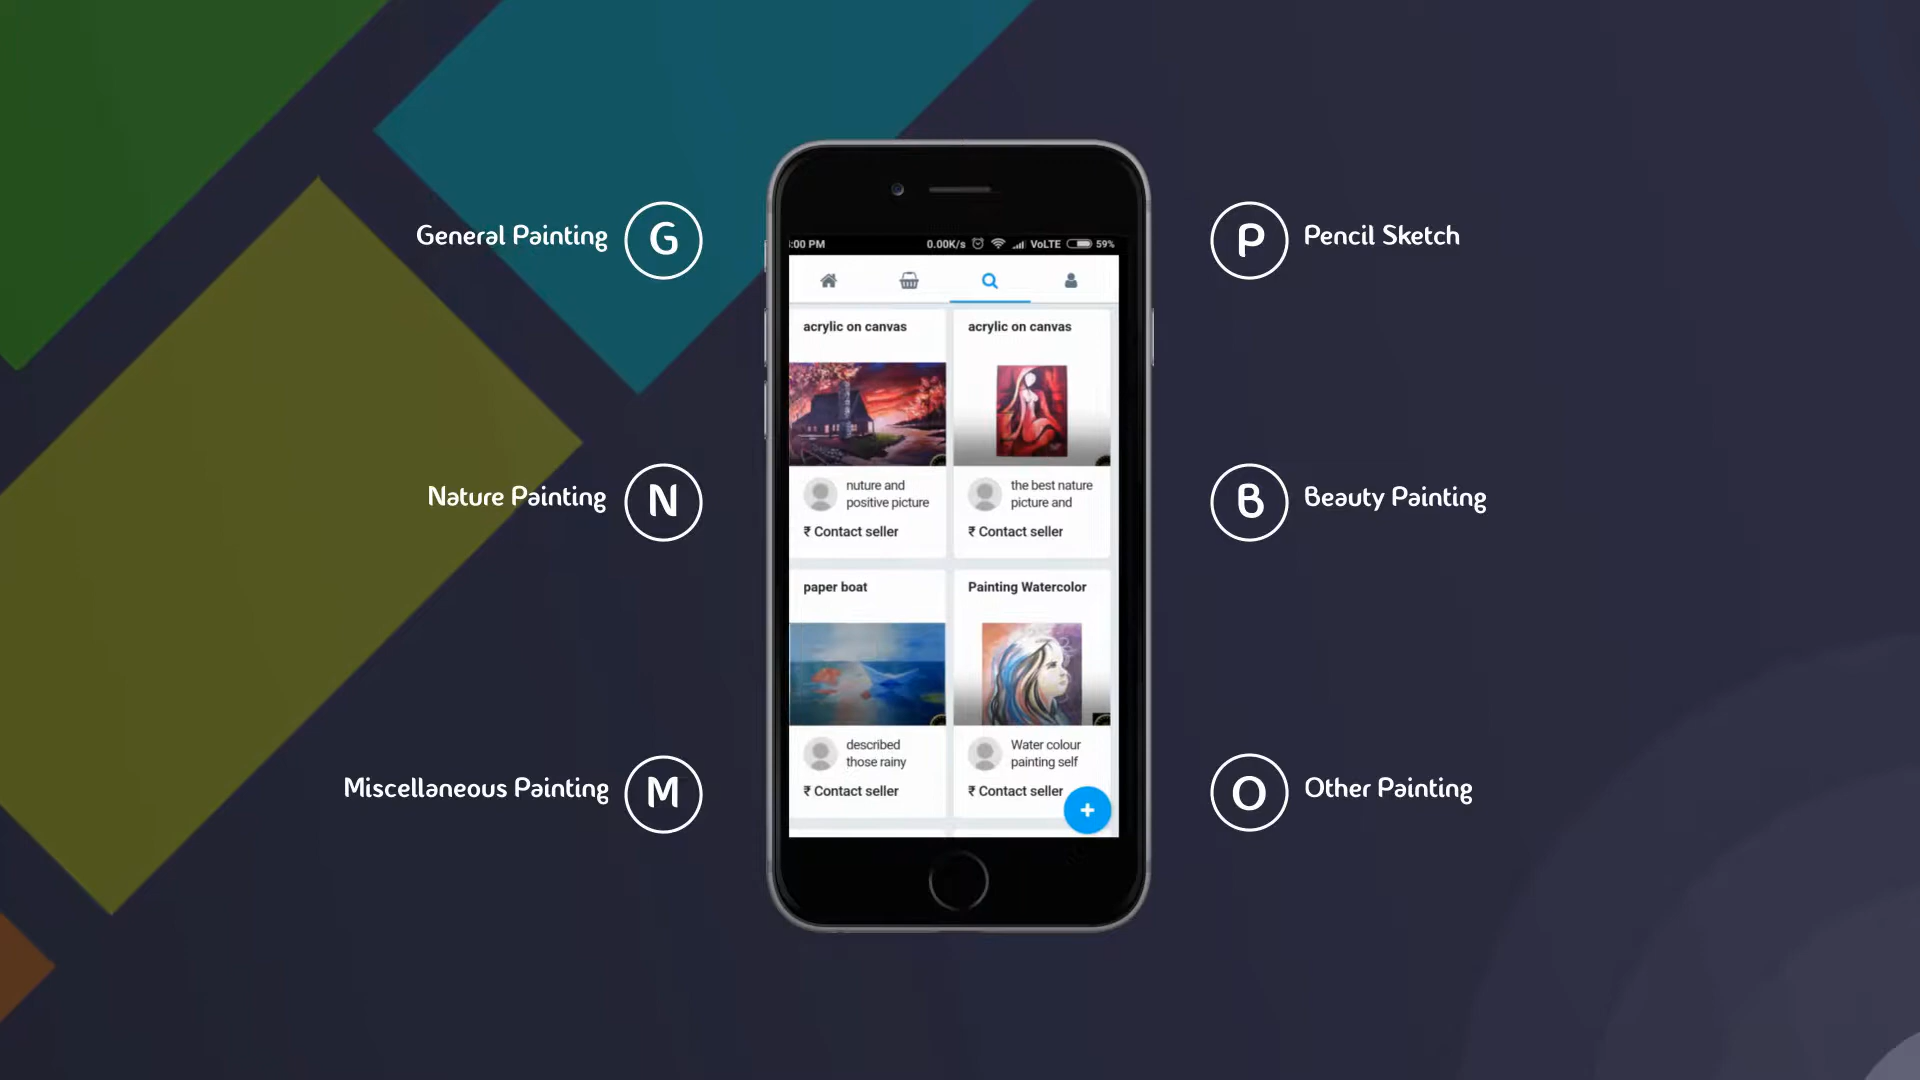 General Painting G
P Pencil Sketch
Nature Painting N
B Beauty Painting
Miscellaneous Painting M
O Other Painting
:00 PM 0.00K/s VoLTE 59%
acrylic on canvas
nuture and
positive picture
₹ Contact seller
acrylic on canvas
the best nature
picture and
₹ Contact seller
paper boat
described
those rainy
₹ Contact seller
Painting Watercolor
Water colour
painting self
₹ Contact seller
+